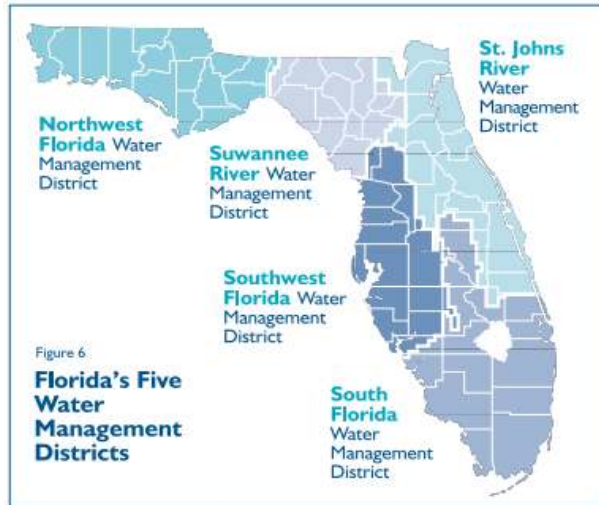 St. Johns
River
Water
Management
District
Northwest
Florida Water
Management
District
Suwannee
River Water
Management
District
Southwest
Florida Water
Management
District
Figure 6
Florida's Five
Water
Management
Districts
South
Florida
Water
Management
District